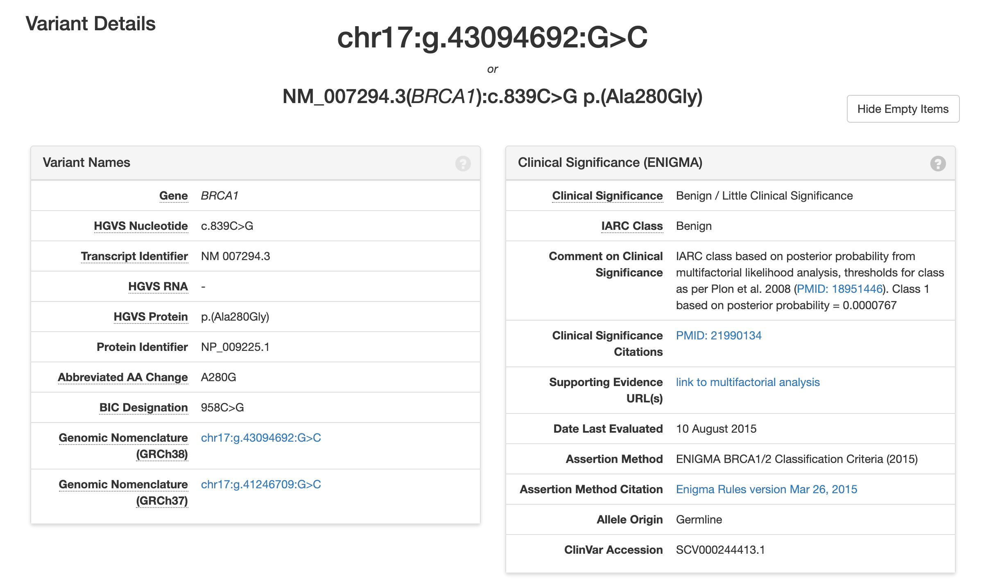 Variant Details
chr17:g.43094692:G>C
or
NM_007294.3(BRCA1):c.839C>G p.(Ala280Gly)
Hide Empty Items
Variant Names
?
Gene BRCA1
HGVS Nucleotide c.839C>G
Transcript Identifier NM 007294.3
HGVS RNA -
HGVS Protein p.(Ala280Gly)
Protein Identifier NP_009225.1
Abbreviated AA Change A280G
BIC Designation 958C>G
Genomic Nomenclature chr17:g.43094692:G>C
(GRCh38)
Genomic Nomenclature chr17:g.41246709:G>C
(GRCh37)
Clinical Significance (ENIGMA)
?
Clinical Significance Benign / Little Clinical Significance
IARC Class Benign
Comment on Clinical IARC class based on posterior probability from
Significance multifactorial likelihood analysis, thresholds for class
as per Plon et al. 2008 (PMID: 18951446). Class 1
based on posterior probability = 0.0000767
Clinical Significance PMID: 21990134
Citations
Supporting Evidence link to multifactorial analysis
URL(s)
Date Last Evaluated 10 August 2015
Assertion Method ENIGMA BRCA1/2 Classification Criteria (2015)
Assertion Method Citation Enigma Rules version Mar 26, 2015
Allele Origin Germline
ClinVar Accession SCV000244413.1